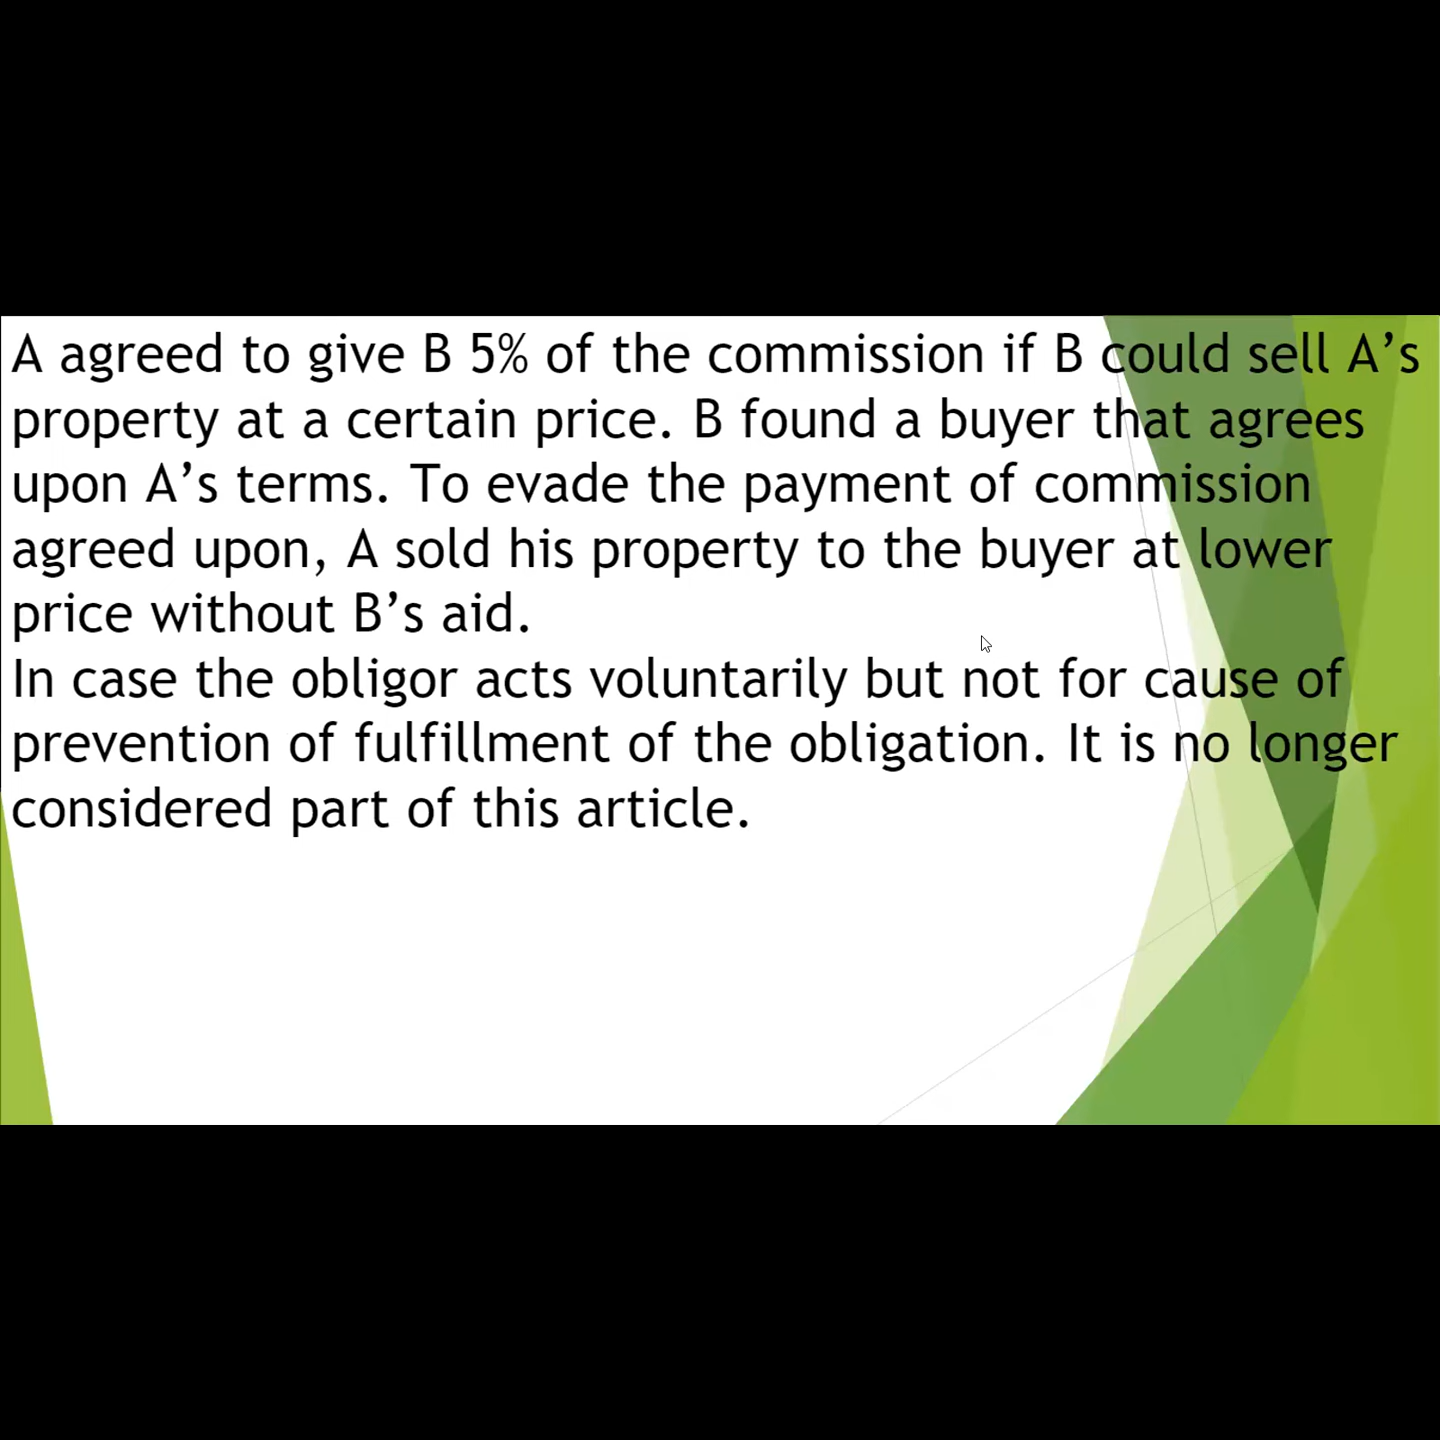 A agreed to give B 5% of the commission if B could sell A’s
property at a certain price. B found a buyer that agrees
upon A’s terms. To evade the payment of commission
agreed upon, A sold his property to the buyer at lower
price without B’s aid.
In case the obligor acts voluntarily but not for cause of
prevention of fulfillment of the obligation. It is no longer
considered part of this article.